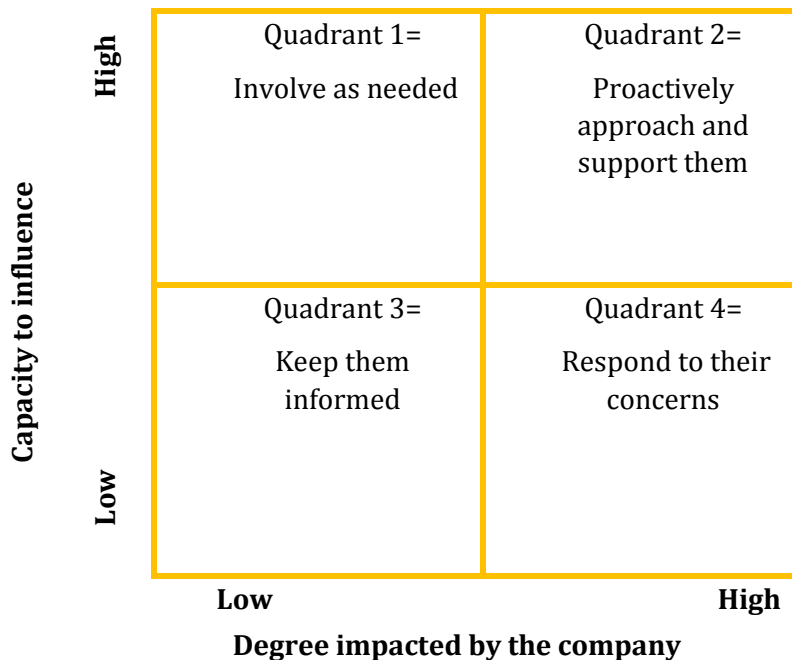 High
Capacity to influence
Low
Quadrant 1=
Involve as needed
Quadrant 2=
Proactively
approach and
support them
Quadrant 3=
Keep them
informed
Quadrant 4=
Respond to their
concerns
Low
High
Degree impacted by the company